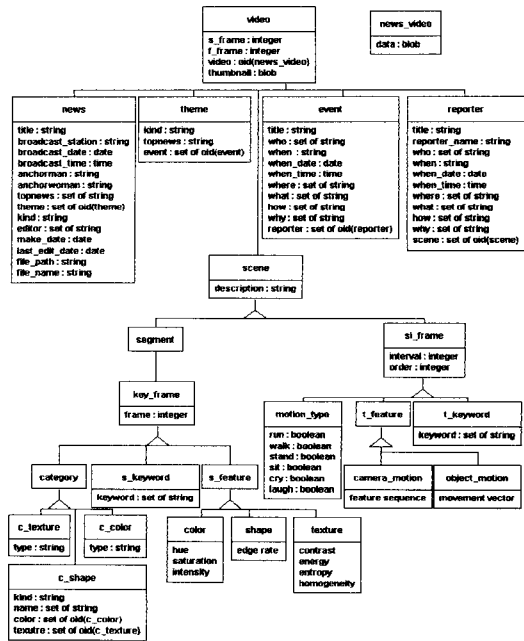 video
s_frame : integer
f_frame : integer
video : oid(news_video)
thumbnail : blob
news_video
data : blob
news
title : string
broadcast_station : string
broadcast_date : date
broadcast_time : time
anchorman : string
anchorwoman : string
topnews : set of string
theme : set of oid(theme)
kind : string
editor : set of string
make_date : date
last_edit_date : date
file_path : string
file_name : string
theme
kind : string
topnews : string
event : set of oid(event)
event
title : string
who : set of string
when : string
when_date : date
when_time : time
where : set of string
what : set of string
how : set of string
why : set of string
reporter : set of oid(reporter)
reporter
title : string
reporter_name : string
who : set of string
when : string
when_date : date
when_time : time
where : set of string
what : set of string
how : set of string
why : set of string
scene : set of oid(scene)
scene
description : string
segment
si_frame
interval : integer
order : integer
key_frame
frame : integer
motion_type
run : boolean
walk : boolean
stand : boolean
sit : boolean
cry : boolean
laugh : boolean
t_feature
t_keyword
keyword : set of string
category
s_keyword
keyword : set of string
s_feature
camera_motion
feature sequence
object_motion
movement vector
c_texture
type : string
c_color
type : string
color
hue
saturation
intensity
shape
edge rate
texture
contrast
energy
entropy
homogeneity
c_shape
kind : string
name : set of string
color : set of oid(c_color)
texutre : set of oid(c_texture)